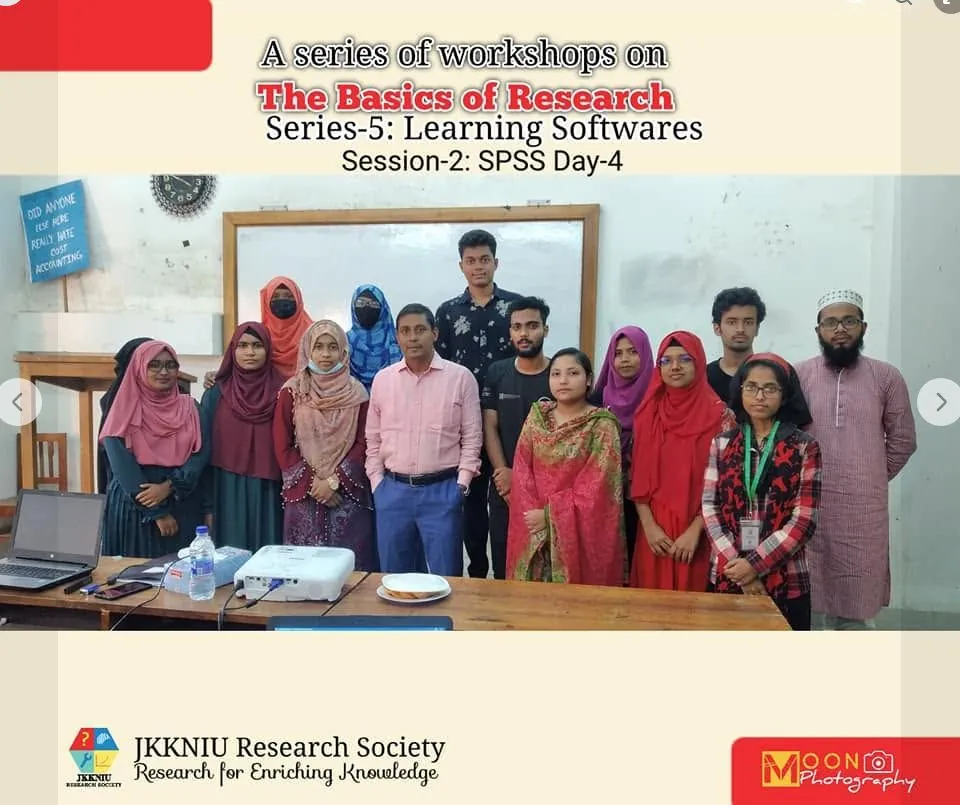 A series of workshops on
The Basics of Research
Series-5: Learning Softwares
Session-2: SPSS Day-4
DID ANYONE
ELSE HERE
REALLY HATE
COST
ACCOUNTING
?
JKKNIU
RESEARCH SOCIETY
JKKNIU Research Society
Research for Enriching Knowledge
MOON
Photography